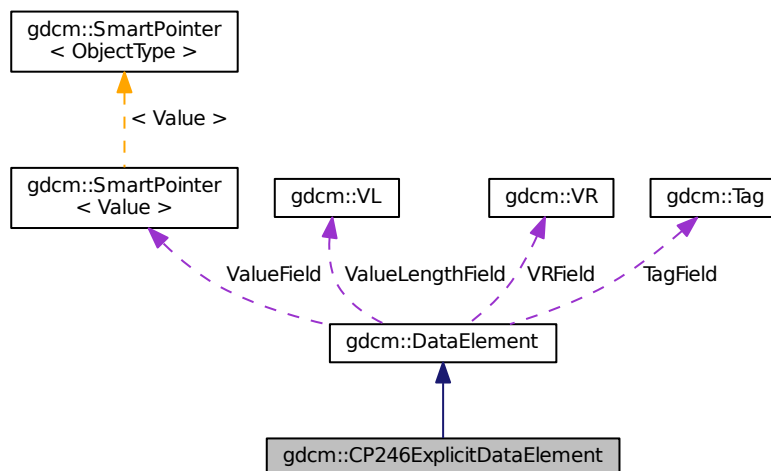 gdcm::SmartPointer
< ObjectType >
< Value >
gdcm::SmartPointer
< Value >
gdcm::VL
gdcm::VR
gdcm::Tag
ValueField
ValueLengthField
VRField
TagField
gdcm::DataElement
gdcm::CP246ExplicitDataElement